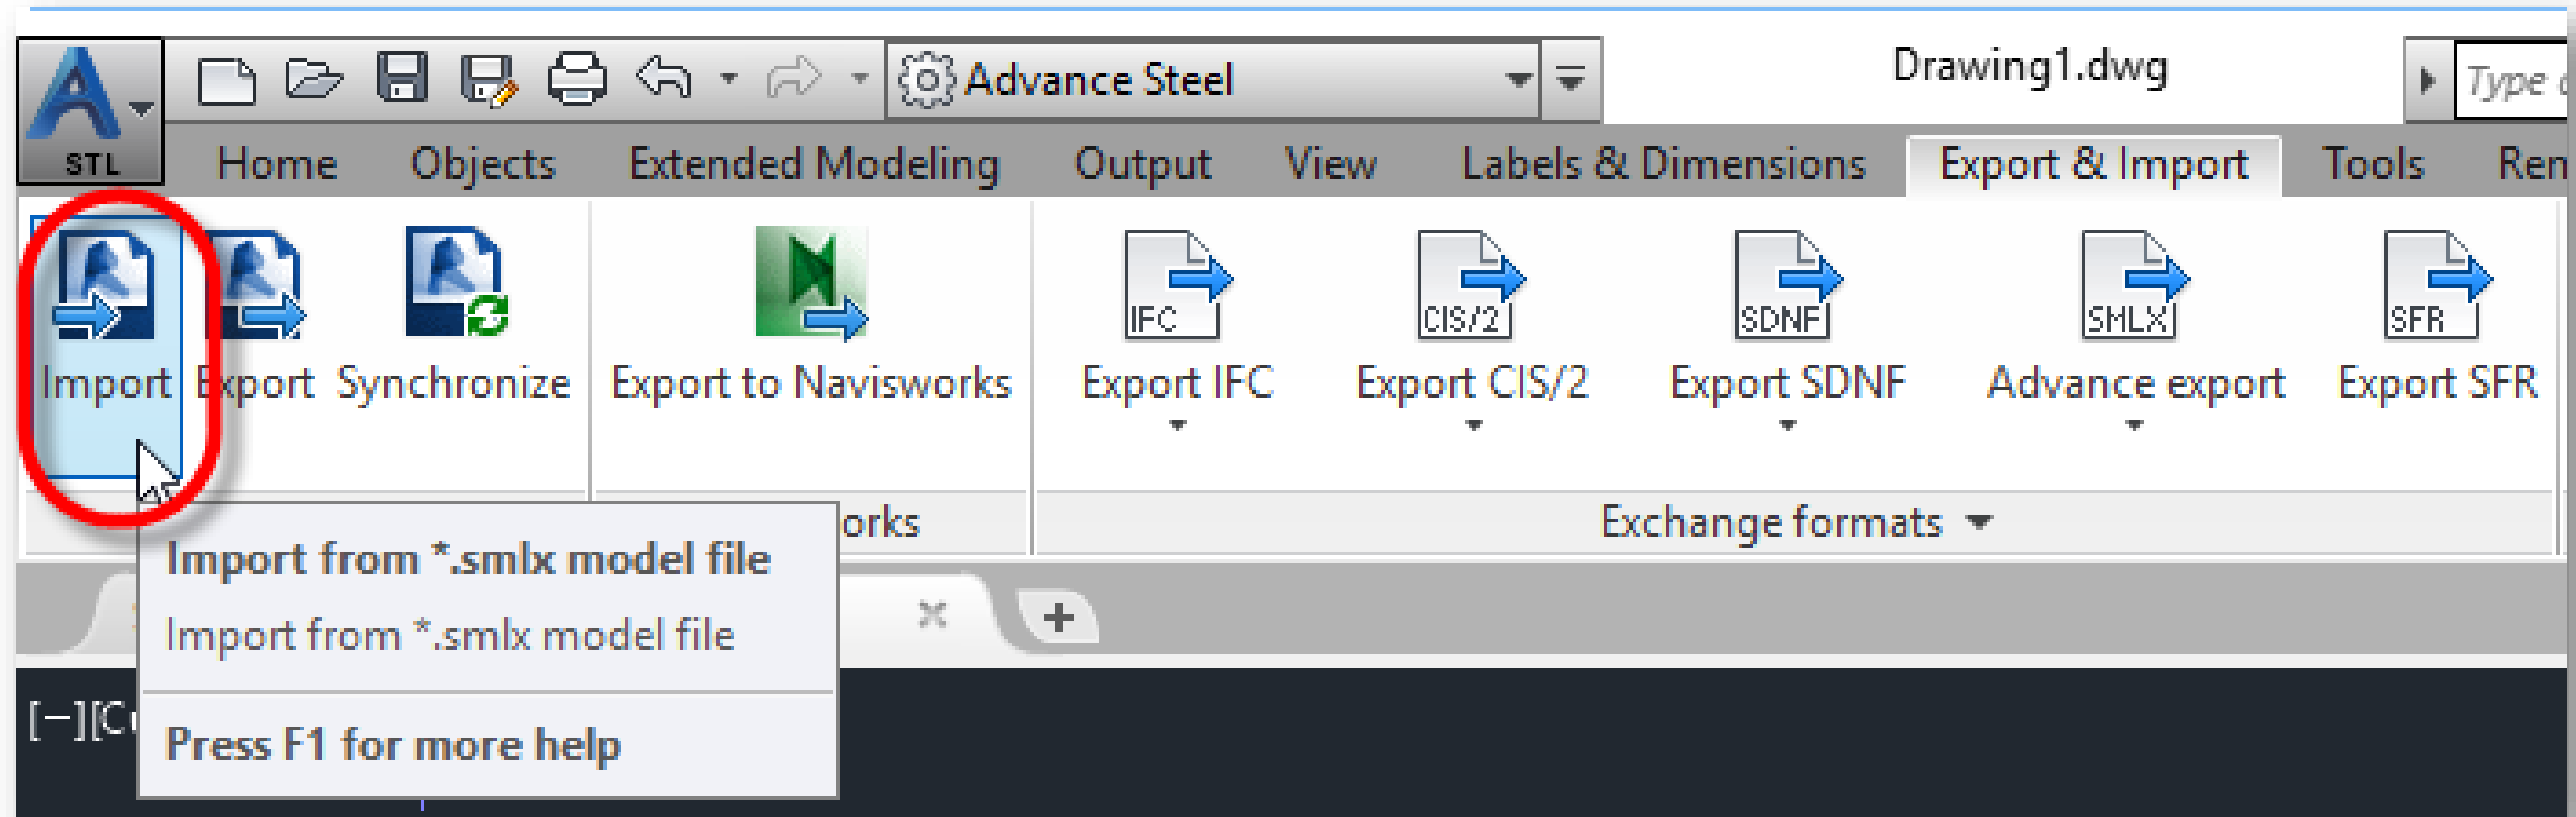 Advance Steel
Drawing1.dwg
Type
STL
Home Objects Extended Modeling Output View Labels & Dimensions Export & Import Tools Ren
IFC CIS/2 SDNF SMLX SFR
Import Export Synchronize Export to Navisworks Export IFC Export CIS/2 Export SDNF Advance export Export SFR
orks Exchange formats
Import from *.smlx model file
Import from *.smlx model file
[–][C
Press F1 for more help